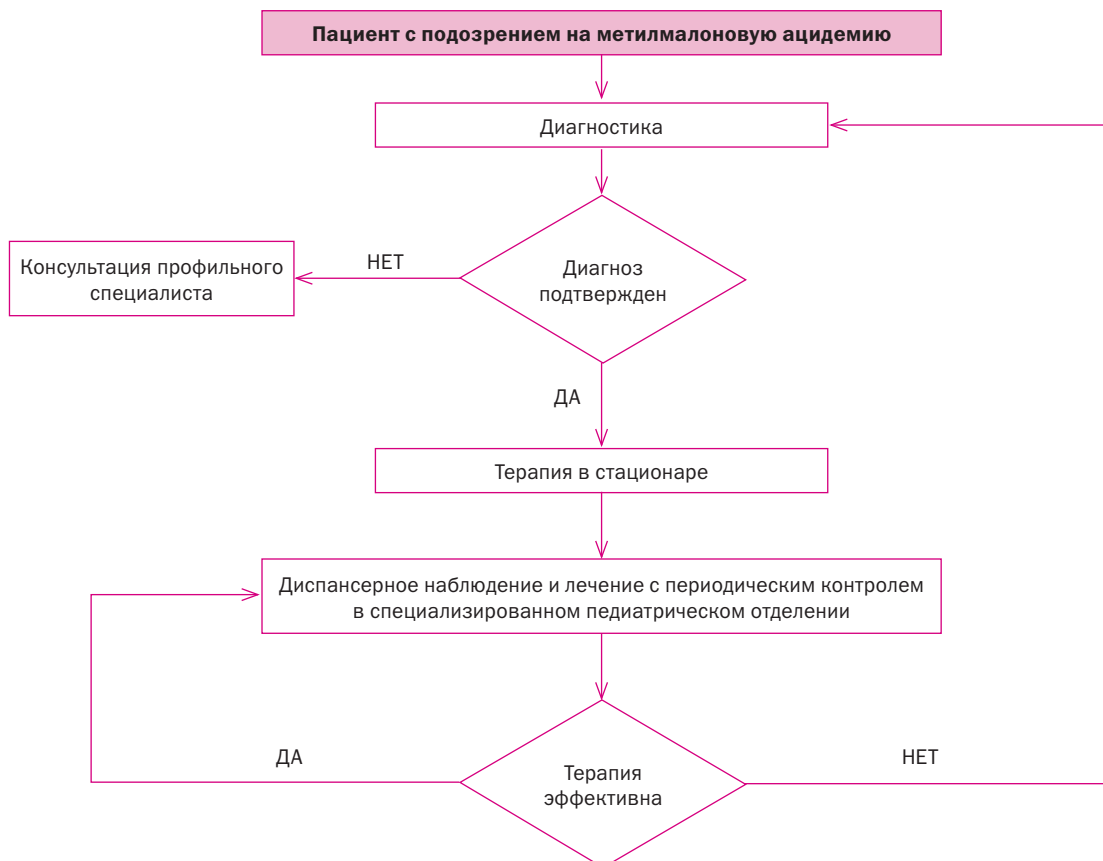 Пациент с подозрением на метилмалоновую ацидемию
Диагностика
Консультация профильного
специалиста
НЕТ
Диагноз
подтвержден
ДА
Терапия в стационаре
Диспансерное наблюдение и лечение с периодическим контролем
в специализированном педиатрическом отделении
ДА
Терапия
эффективна
НЕТ